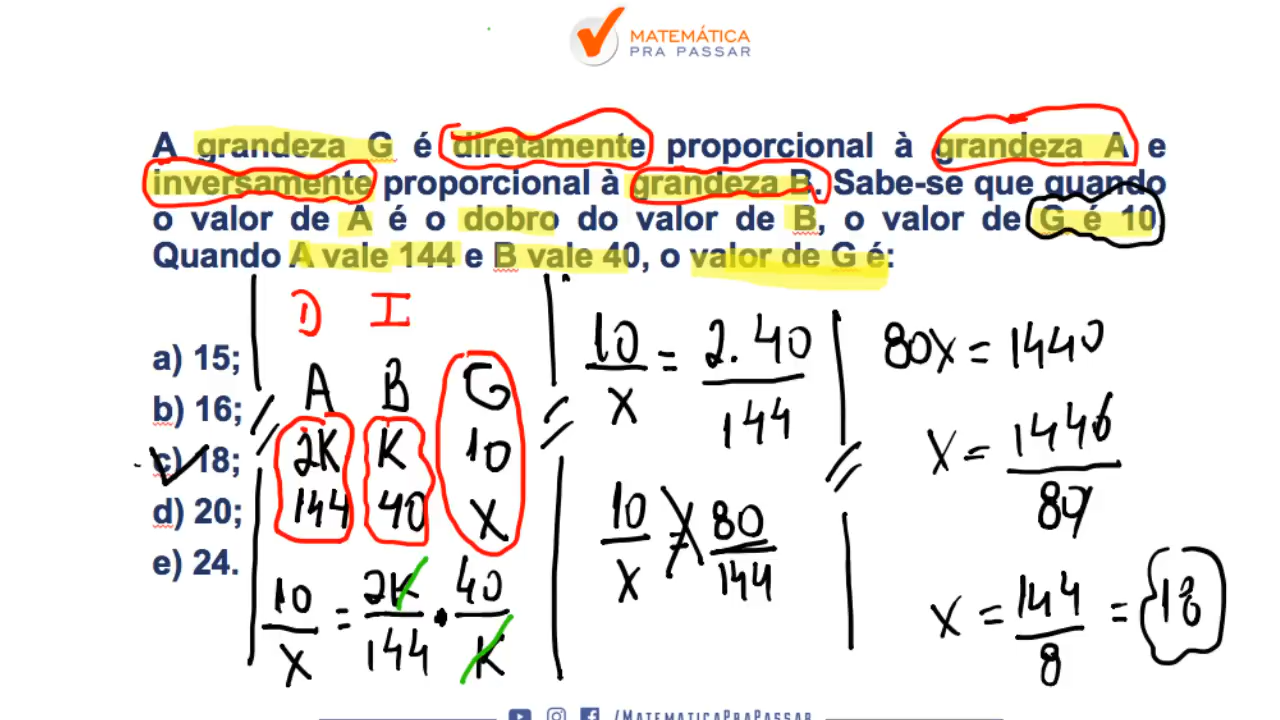 MATEMÁTICA
PRA PASSAR
A grandeza G é diretamente proporcional à grandeza A e
inversamente proporcional à grandeza B. Sabe-se que quando
o valor de A é o dobro do valor de B, o valor de G é 10
Quando A vale 144 e B vale 40, o valor de G é:
a) 15;
b) 16;
c) 18;
d) 20;
e) 24.
D I
A B G
2K K 10
144 40 X
10/X = 2K/144 . 40/K
10/X = 2.40/144
10/X = 80/144
80X = 1440
X = 1440/80
X = 144/8 = 18
/MATEMATICAPRAPASSAR